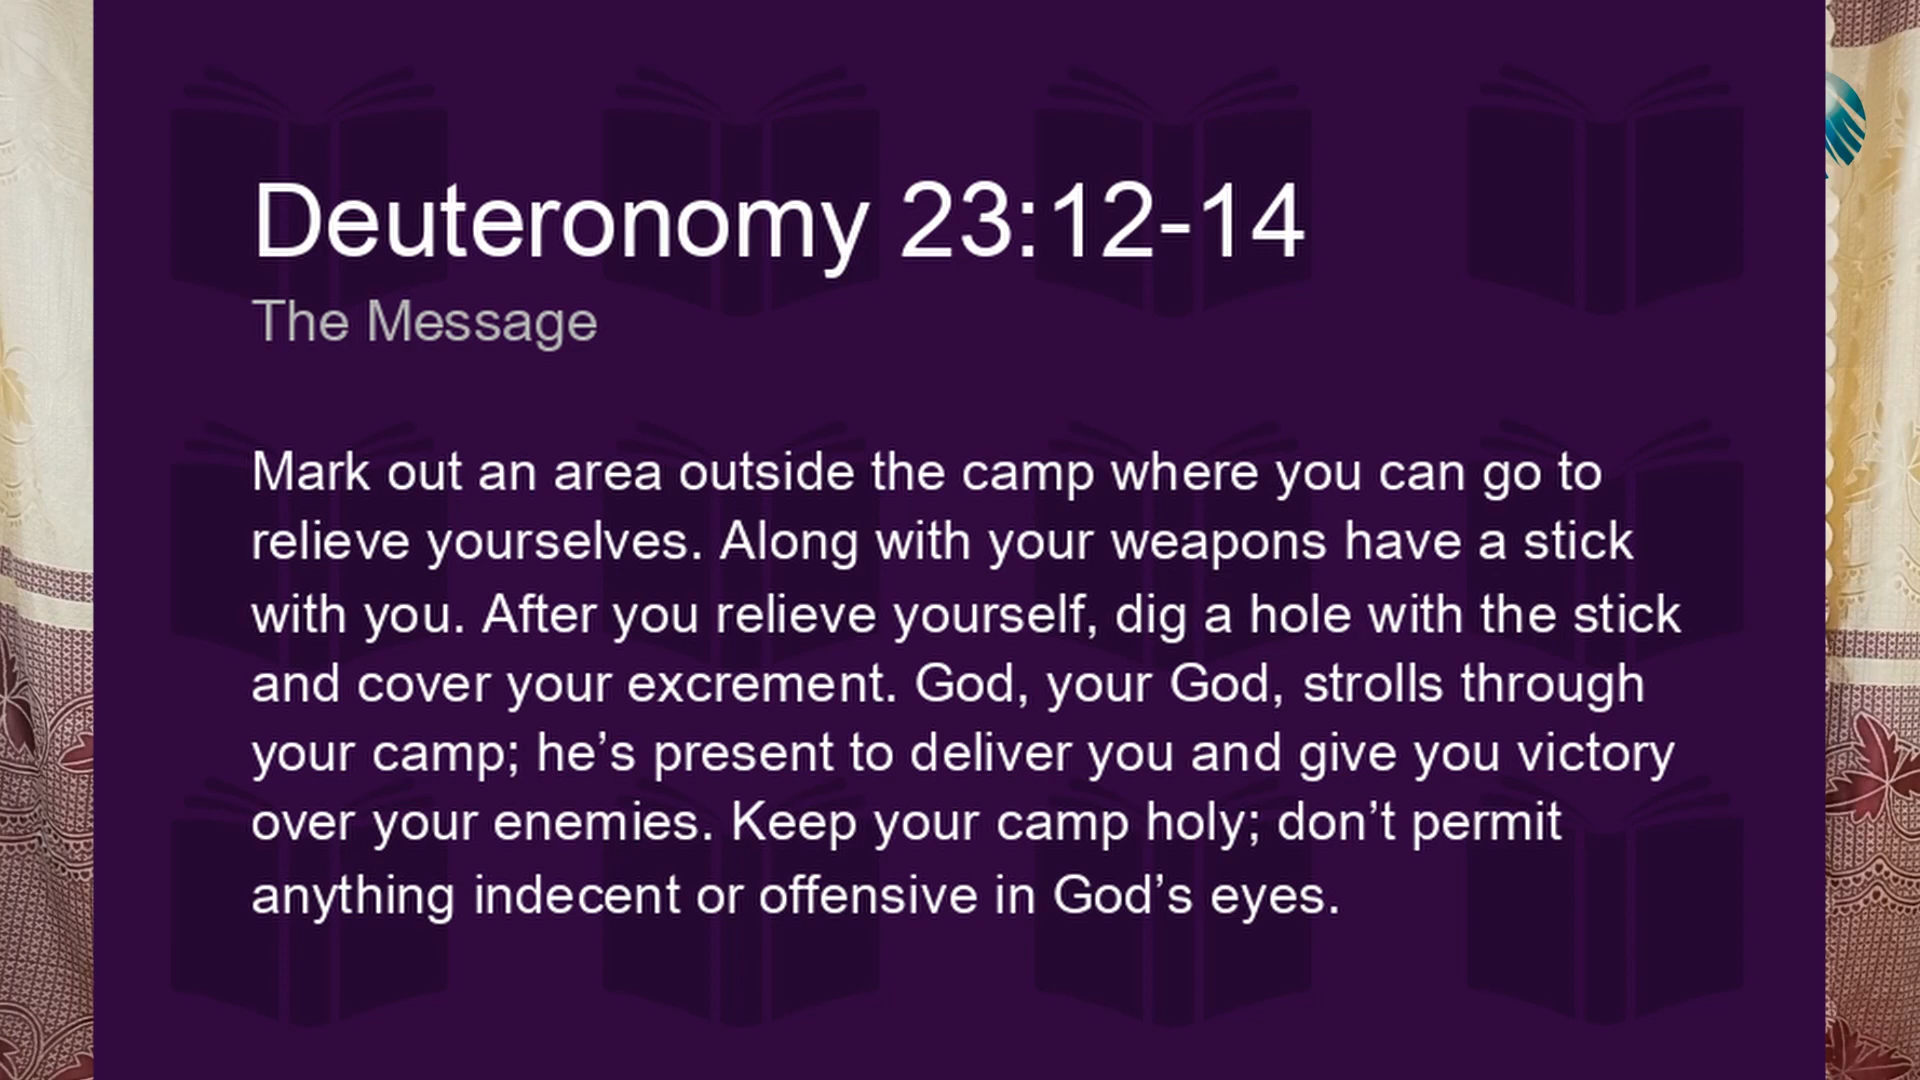 Deuteronomy 23:12-14
The Message
Mark out an area outside the camp where you can go to
relieve yourselves. Along with your weapons have a stick
with you. After you relieve yourself, dig a hole with the stick
and cover your excrement. God, your God, strolls through
your camp; he’s present to deliver you and give you victory
over your enemies. Keep your camp holy; don’t permit
anything indecent or offensive in God’s eyes.